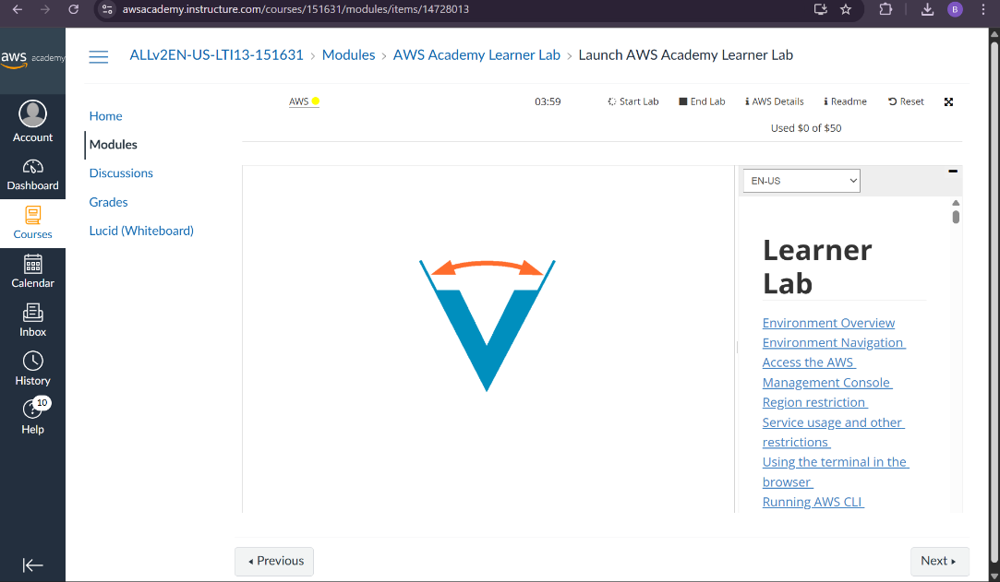 awsacademy.instructure.com/courses/151631/modules/items/14728013
B
aws academy
ALLv2EN-US-LTI13-151631 › Modules › AWS Academy Learner Lab › Launch AWS Academy Learner Lab
Account
Dashboard
Courses
Calendar
Inbox
History
10
Help
Home
Modules
Discussions
Grades
Lucid (Whiteboard)
AWS
03:59
Start Lab
End Lab
AWS Details
Readme
Reset
Used $0 of $50
EN-US
Learner
Lab
Environment Overview
Environment Navigation
Access the AWS
Management Console
Region restriction
Service usage and other
restrictions
Using the terminal in the
browser
Running AWS CLI
◂ Previous
Next ▸